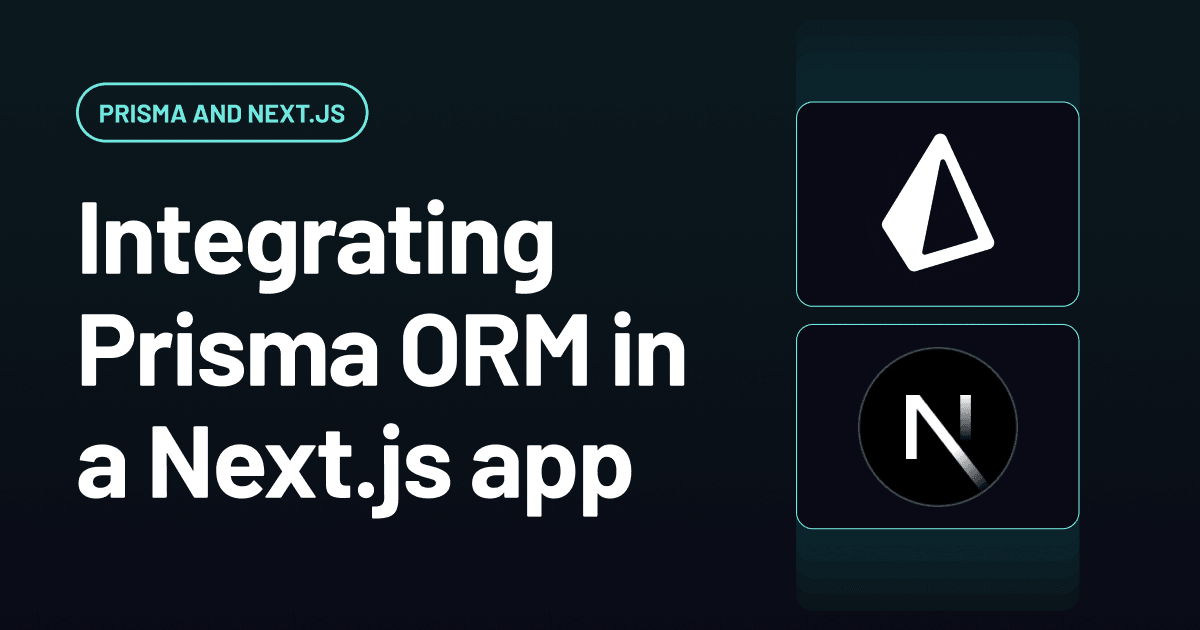 PRISMA AND NEXT.JS
Integrating
Prisma ORM in
a Next.js app
N